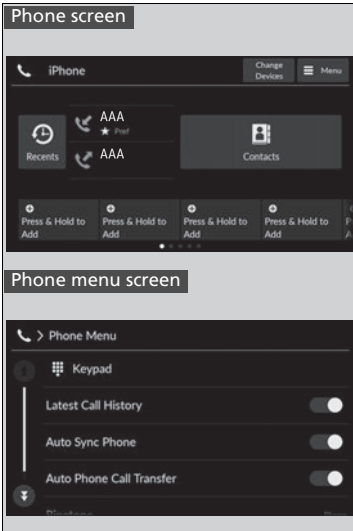 Phone screen
iPhone
Change
Devices
Menu
AAA
Pref
AAA
Recents
Contacts
Press & Hold to
Add
Press & Hold to
Add
Press & Hold to
Add
Press & Hold to
Add
Phone menu screen
> Phone Menu
Keypad
Latest Call History
Auto Sync Phone
Auto Phone Call Transfer
Ringtone